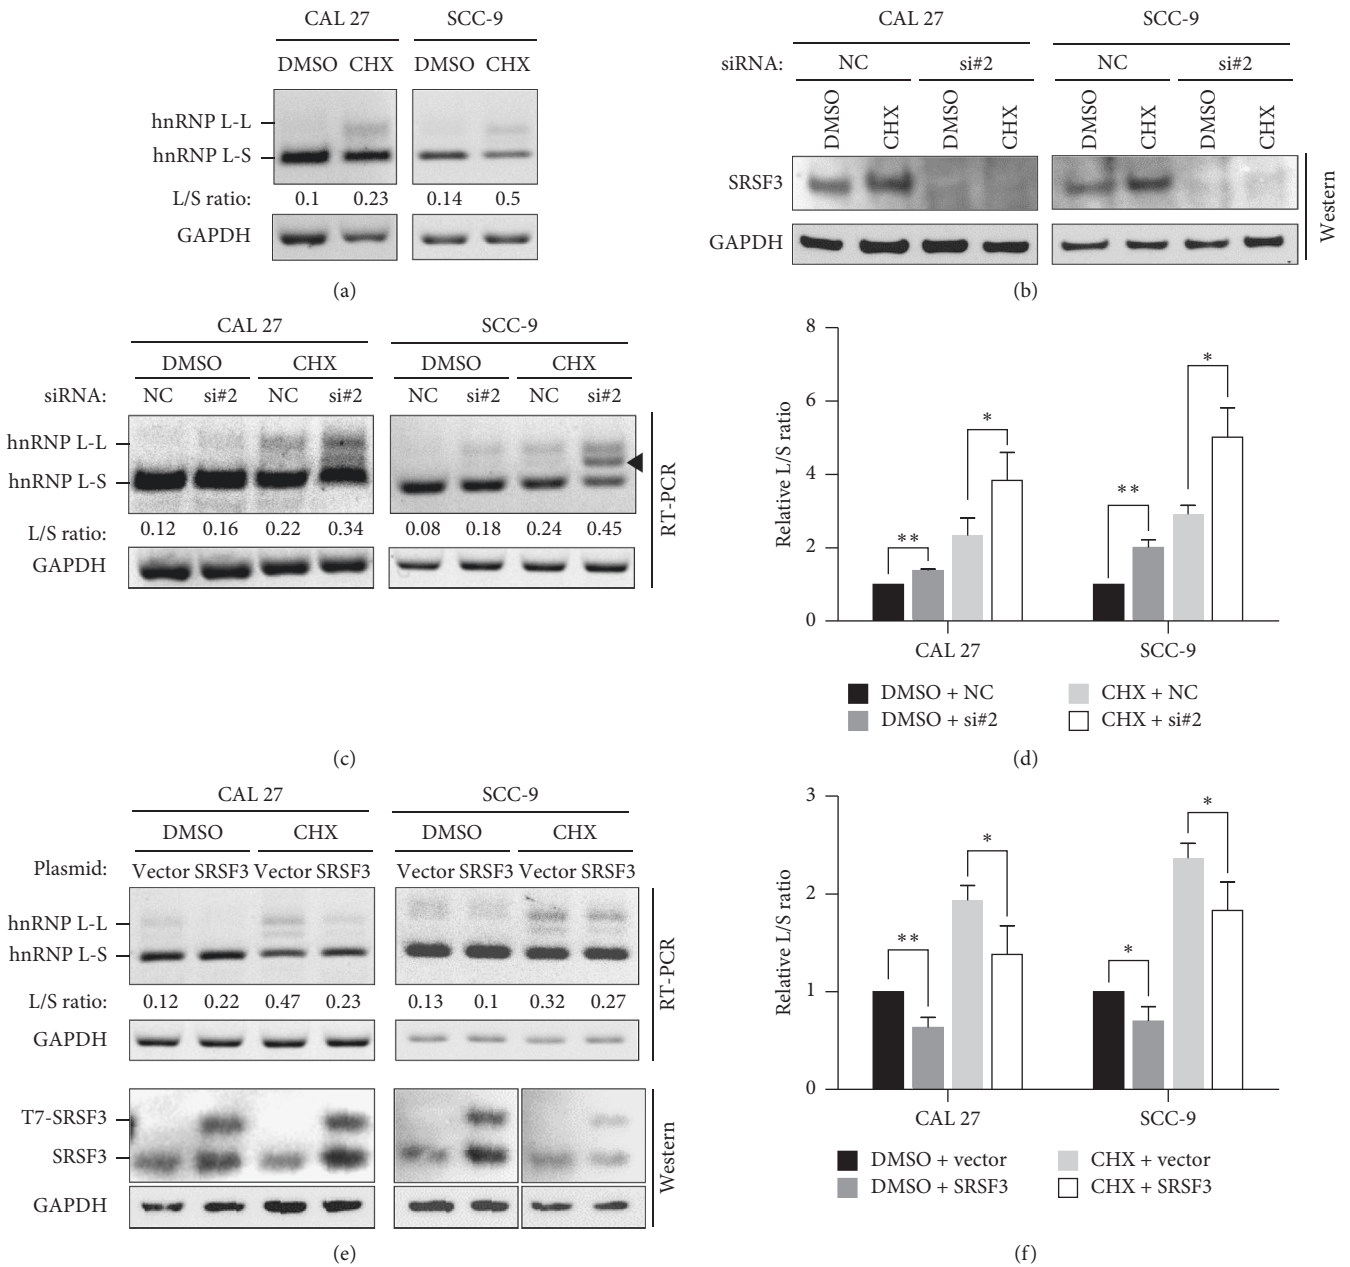 CAL 27 SCC-9
DMSO CHX DMSO CHX
hnRNP L-L
hnRNP L-S
L/S ratio: 0.1 0.23 0.14 0.5
GAPDH
(a)
CAL 27 SCC-9
siRNA: NC si#2 NC si#2
DMSO CHX DMSO CHX DMSO CHX DMSO CHX
SRSF3
GAPDH
Western
(b)
CAL 27 SCC-9
DMSO CHX DMSO CHX
siRNA: NC si#2 NC si#2 NC si#2 NC si#2
hnRNP L-L
hnRNP L-S
L/S ratio: 0.12 0.16 0.22 0.34 0.08 0.18 0.24 0.45
GAPDH
RT-PCR
(c)
Relative L/S ratio
8
6
4
2
0
** * ** *
CAL 27 SCC-9
DMSO + NC CHX + NC
DMSO + si#2 CHX + si#2
(d)
CAL 27 SCC-9
DMSO CHX DMSO CHX
Plasmid: Vector SRSF3 Vector SRSF3 Vector SRSF3 Vector SRSF3
hnRNP L-L
hnRNP L-S
L/S ratio: 0.12 0.22 0.47 0.23 0.13 0.1 0.32 0.27
GAPDH
RT-PCR
T7-SRSF3
SRSF3
GAPDH
Western
(e)
Relative L/S ratio
3
2
1
0
** * * *
CAL 27 SCC-9
DMSO + vector CHX + vector
DMSO + SRSF3 CHX + SRSF3
(f)